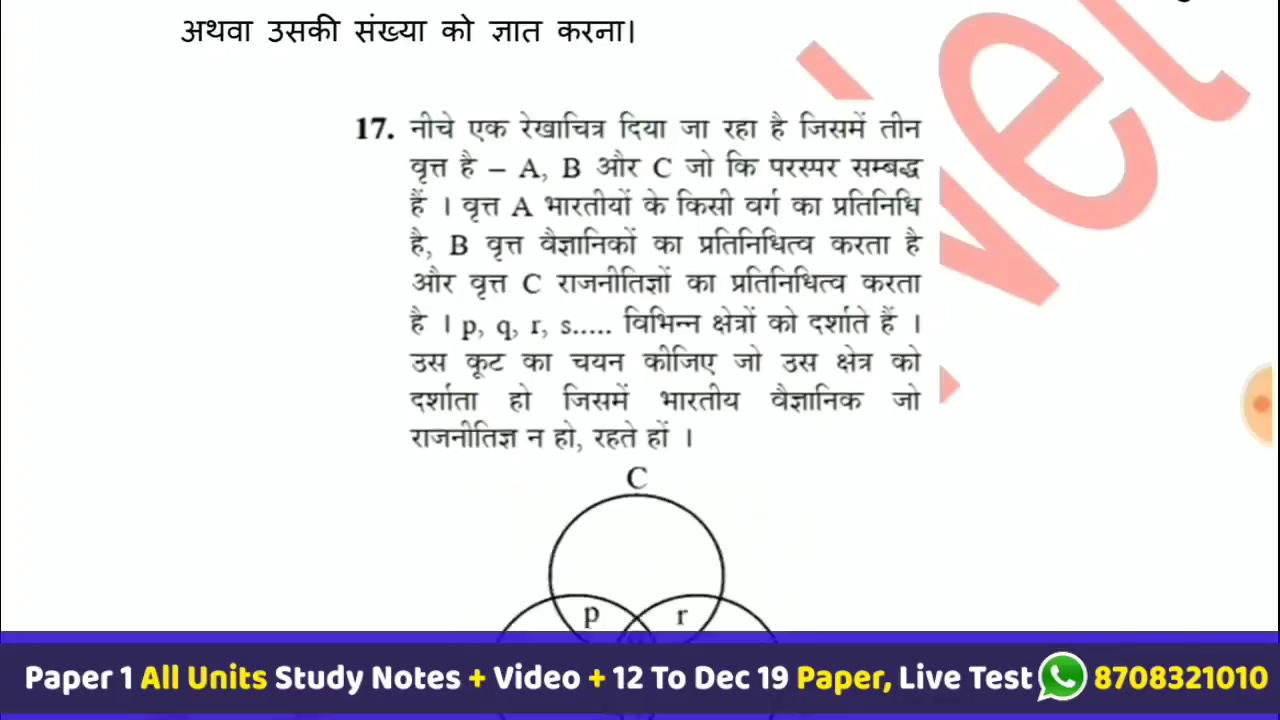 अथवा उसकी संख्या को ज्ञात करना।
17. नीचे एक रेखाचित्र दिया जा रहा है जिसमें तीन
वृत्त है – A, B और C जो कि परस्पर सम्बद्ध
हैं । वृत्त A भारतीयों के किसी वर्ग का प्रतिनिधि
है, B वृत्त वैज्ञानिकों का प्रतिनिधित्व करता है
और वृत्त C राजनीतिज्ञों का प्रतिनिधित्व करता
है । p, q, r, s..... विभिन्न क्षेत्रों को दर्शाते हैं ।
उस कूट का चयन कीजिए जो उस क्षेत्र को
दर्शाता हो जिसमें भारतीय वैज्ञानिक जो
राजनीतिज्ञ न हो, रहते हों ।
C
p r
Paper 1 All Units Study Notes + Video + 12 To Dec 19 Paper, Live Test 8708321010